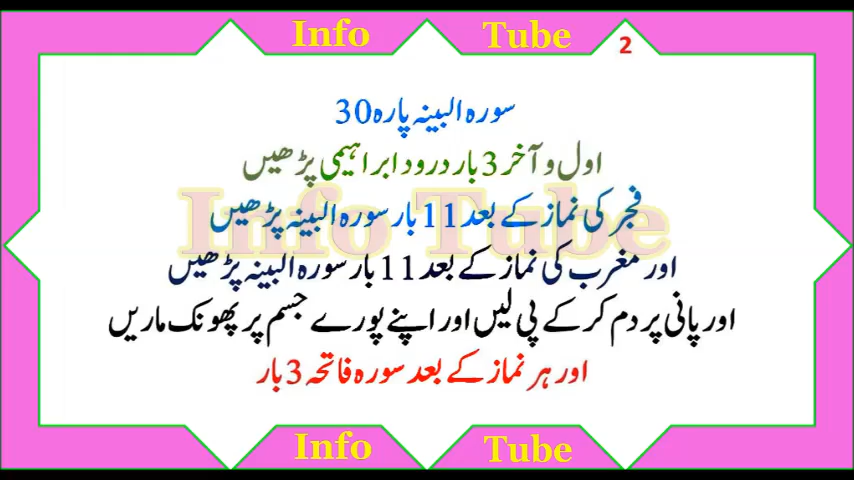 Info Tube 2
سورہ البینہ پارہ 30
اول و آخر 3 بار درود ابراہیمی پڑھیں
فجر کی نماز کے بعد 11 بار سورہ البینہ پڑھیں
اور مغرب کی نماز کے بعد 11 بار سورہ البینہ پڑھیں
اور پانی پر دم کر کے پی لیں اور اپنے پورے جسم پر پھونک ماریں
اور ہر نماز کے بعد سورہ فاتحہ 3 بار
Info Tube
Info Tube